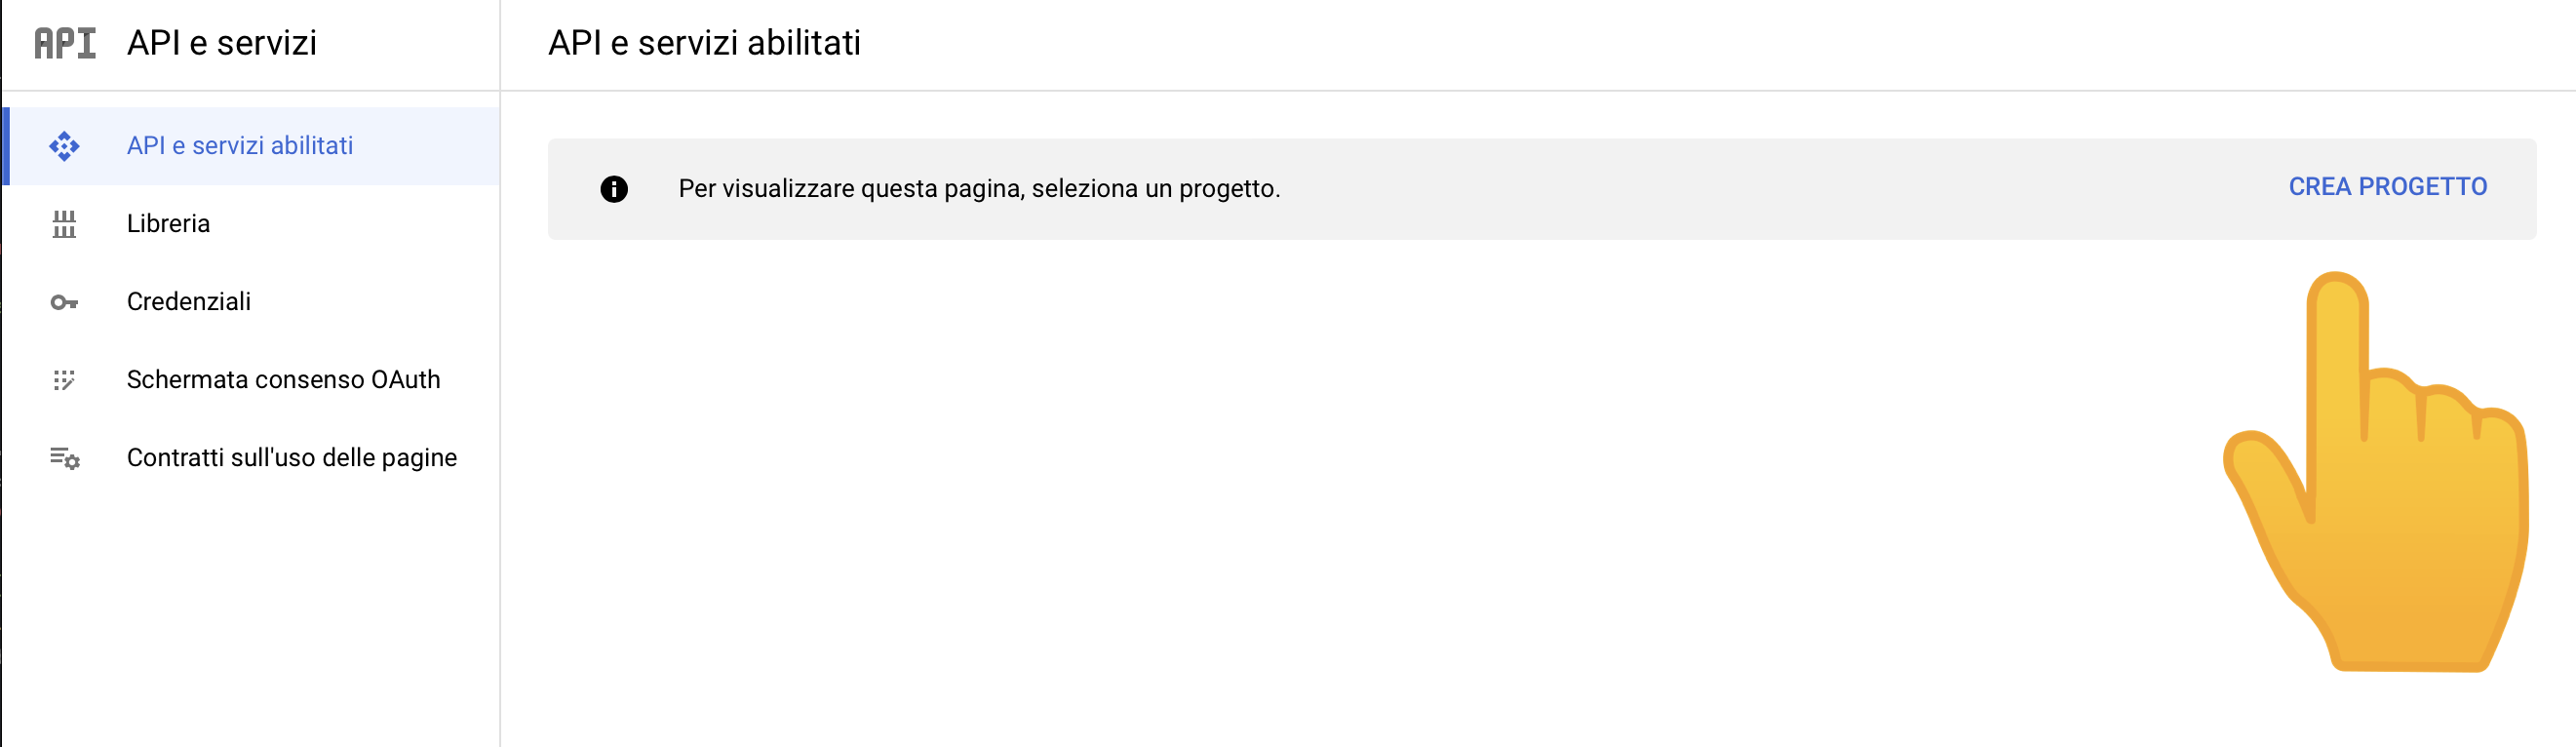 API API e servizi
API e servizi abilitati
API e servizi abilitati
Libreria
Credenziali
Schermata consenso OAuth
Contratti sull'uso delle pagine
Per visualizzare questa pagina, seleziona un progetto.
CREA PROGETTO